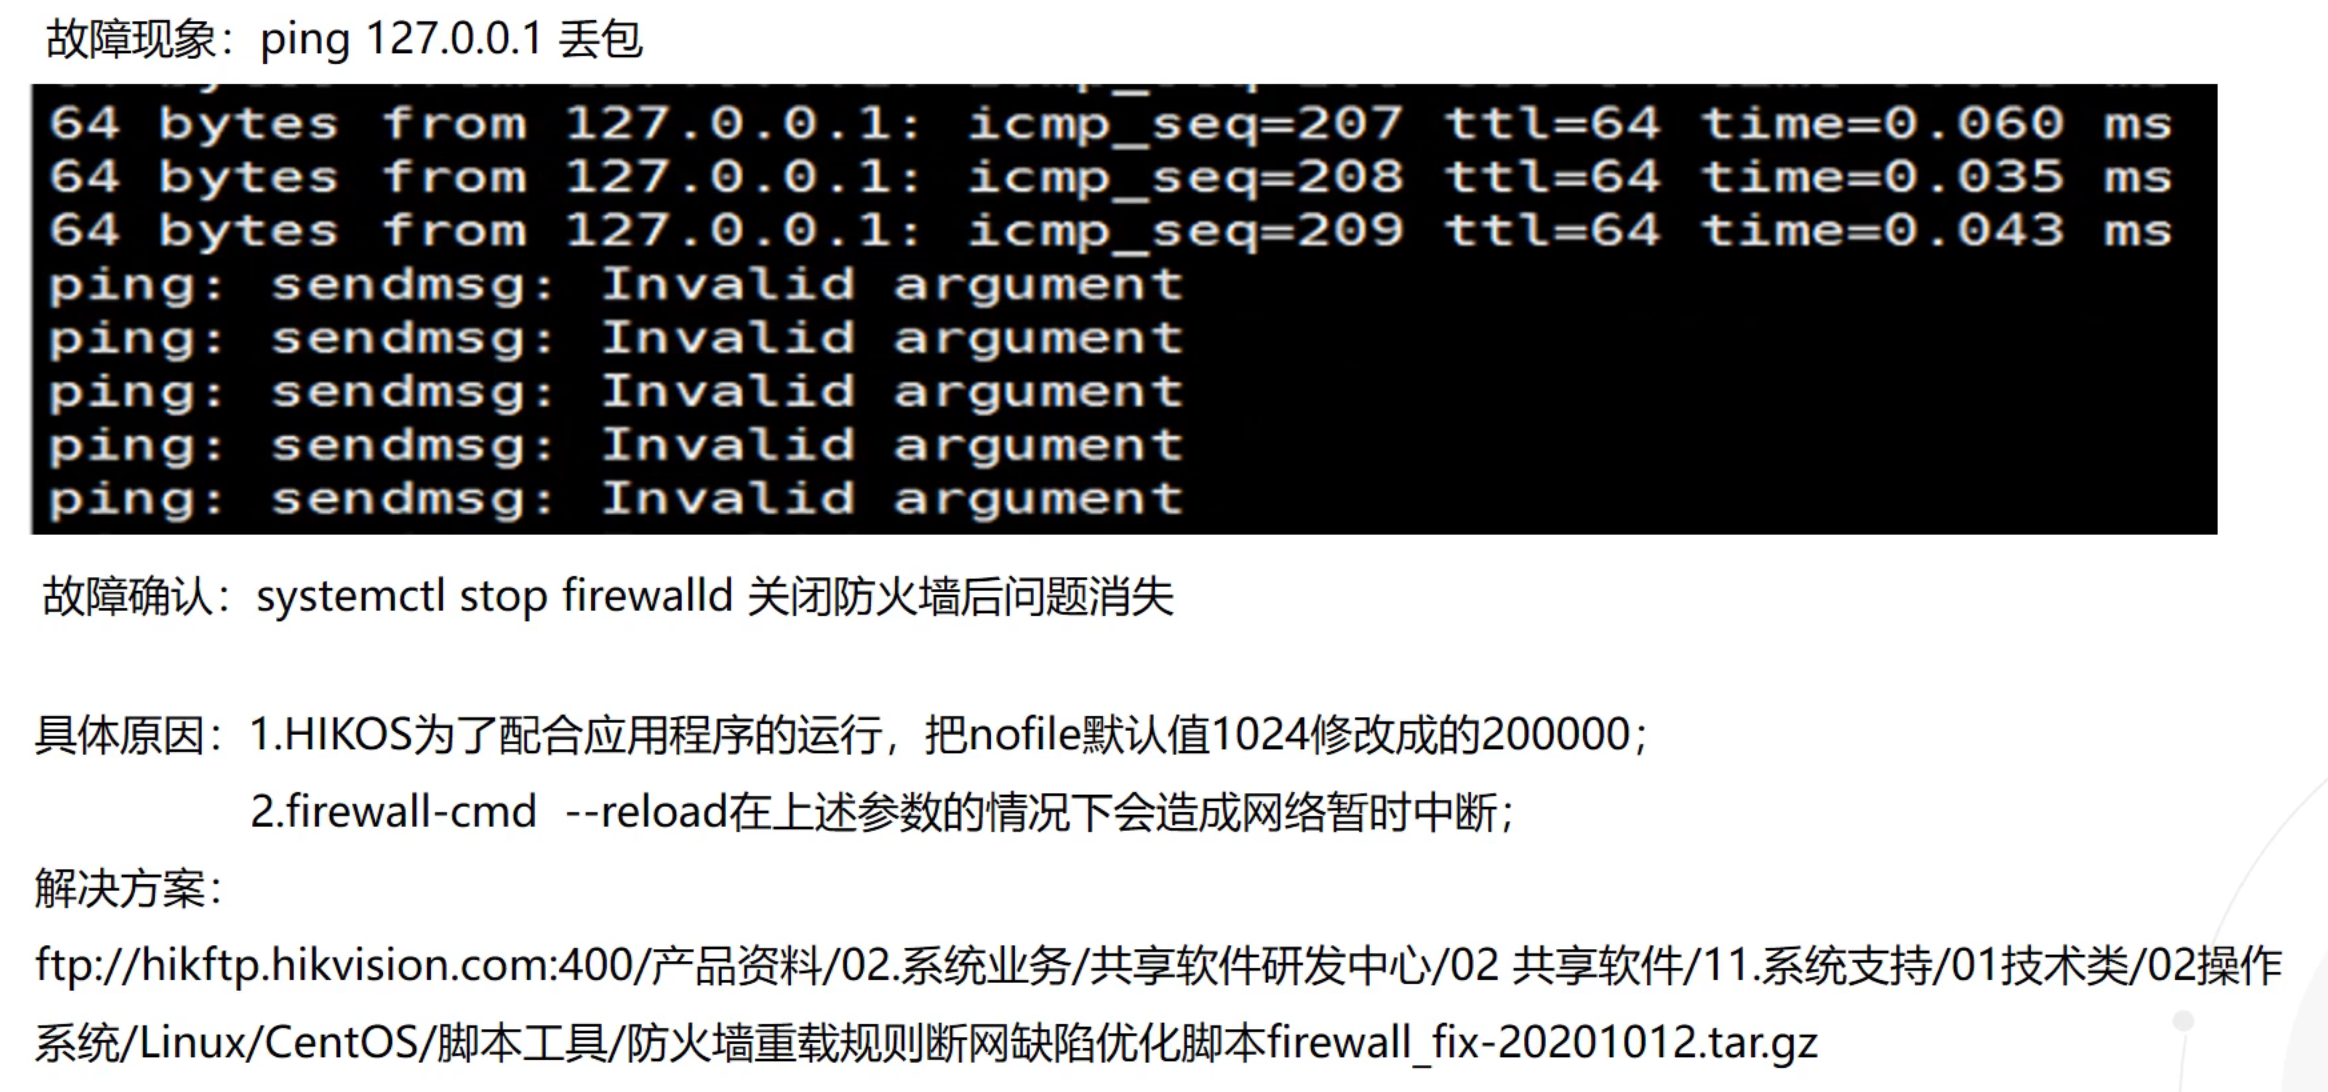 故障现象：ping 127.0.0.1 丢包
64 bytes from 127.0.0.1: icmp_seq=207 ttl=64 time=0.060 ms
64 bytes from 127.0.0.1: icmp_seq=208 ttl=64 time=0.035 ms
64 bytes from 127.0.0.1: icmp_seq=209 ttl=64 time=0.043 ms
ping: sendmsg: Invalid argument
ping: sendmsg: Invalid argument
ping: sendmsg: Invalid argument
ping: sendmsg: Invalid argument
ping: sendmsg: Invalid argument
故障确认：systemctl stop firewalld 关闭防火墙后问题消失
具体原因：1.HIKOS为了配合应用程序的运行，把nofile默认值1024修改成的200000；
2.firewall-cmd  --reload在上述参数的情况下会造成网络暂时中断；
解决方案：
ftp://hikftp.hikvision.com:400/产品资料/02.系统业务/共享软件研发中心/02 共享软件/11.系统支持/01技术类/02操作
系统/Linux/CentOS/脚本工具/防火墙重载规则断网缺陷优化脚本firewall_fix-20201012.tar.gz